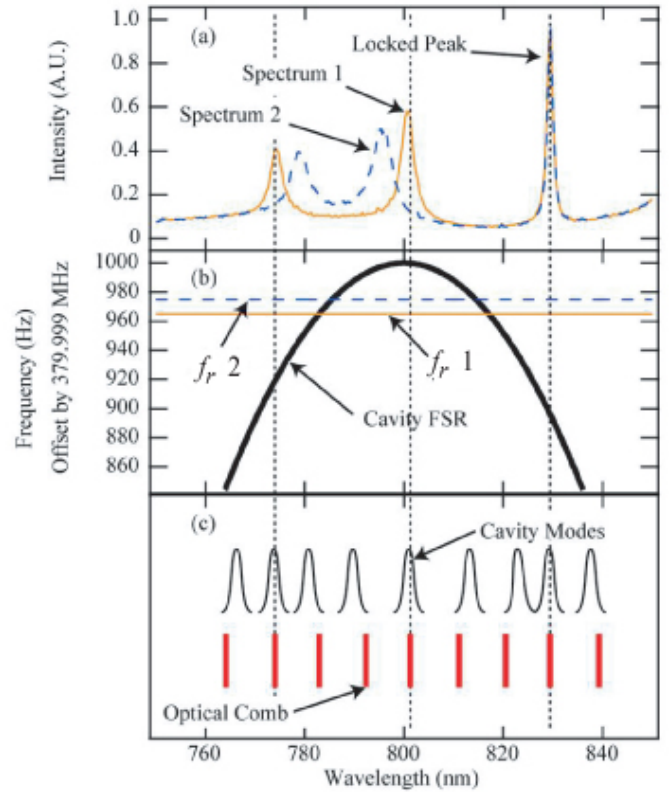 (a)
Locked Peak
Spectrum 1
Spectrum 2
Intensity (A.U.)
1.0
0.8
0.6
0.4
0.2
0
(b)
Frequency (Hz)
Offset by 379,999 MHz
1000
980
960
940
920
900
880
860
fr 2
fr 1
Cavity FSR
(c)
Cavity Modes
Optical Comb
760
780
800
820
840
Wavelength (nm)